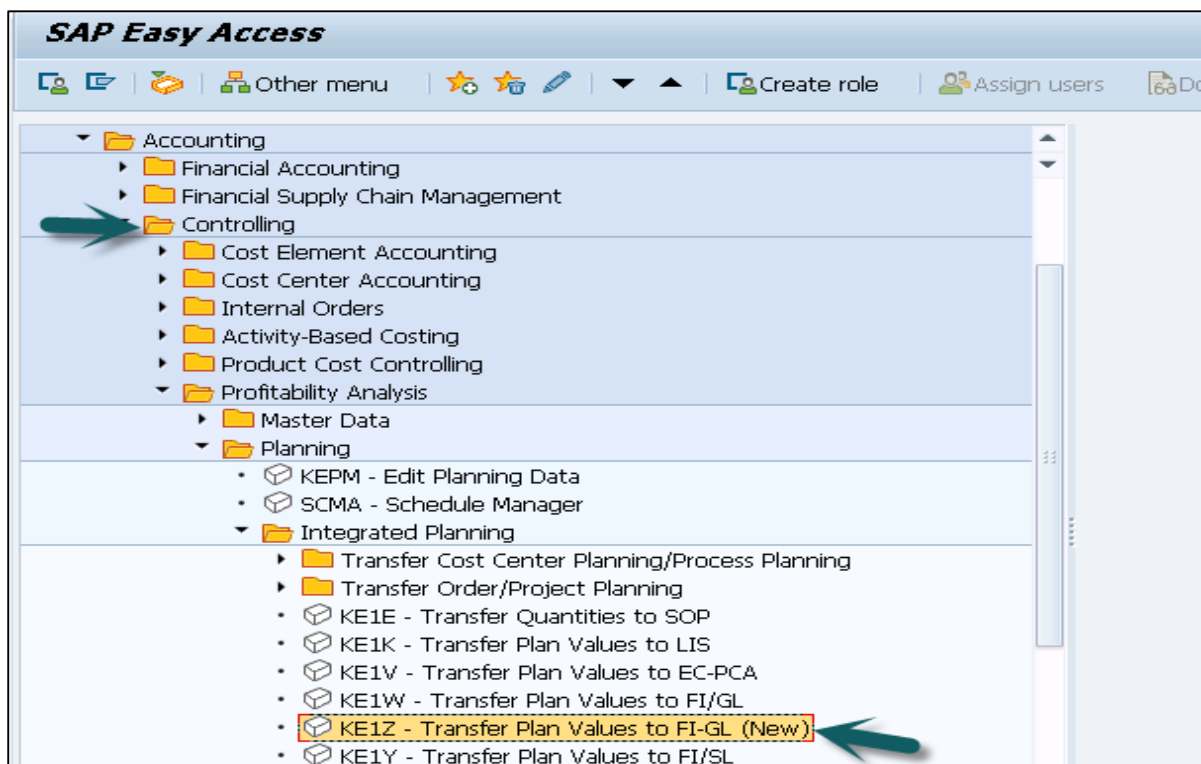 SAP Easy Access
Other menu Create role Assign users Do
Accounting
Financial Accounting
Financial Supply Chain Management
Controlling
Cost Element Accounting
Cost Center Accounting
Internal Orders
Activity-Based Costing
Product Cost Controlling
Profitability Analysis
Master Data
Planning
KEPM - Edit Planning Data
SCMA - Schedule Manager
Integrated Planning
Transfer Cost Center Planning/Process Planning
Transfer Order/Project Planning
KE1E - Transfer Quantities to SOP
KE1K - Transfer Plan Values to LIS
KE1V - Transfer Plan Values to EC-PCA
KE1W - Transfer Plan Values to FI/GL
KE1Z - Transfer Plan Values to FI-GL (New)
KE1Y - Transfer Plan Values to FI/SL